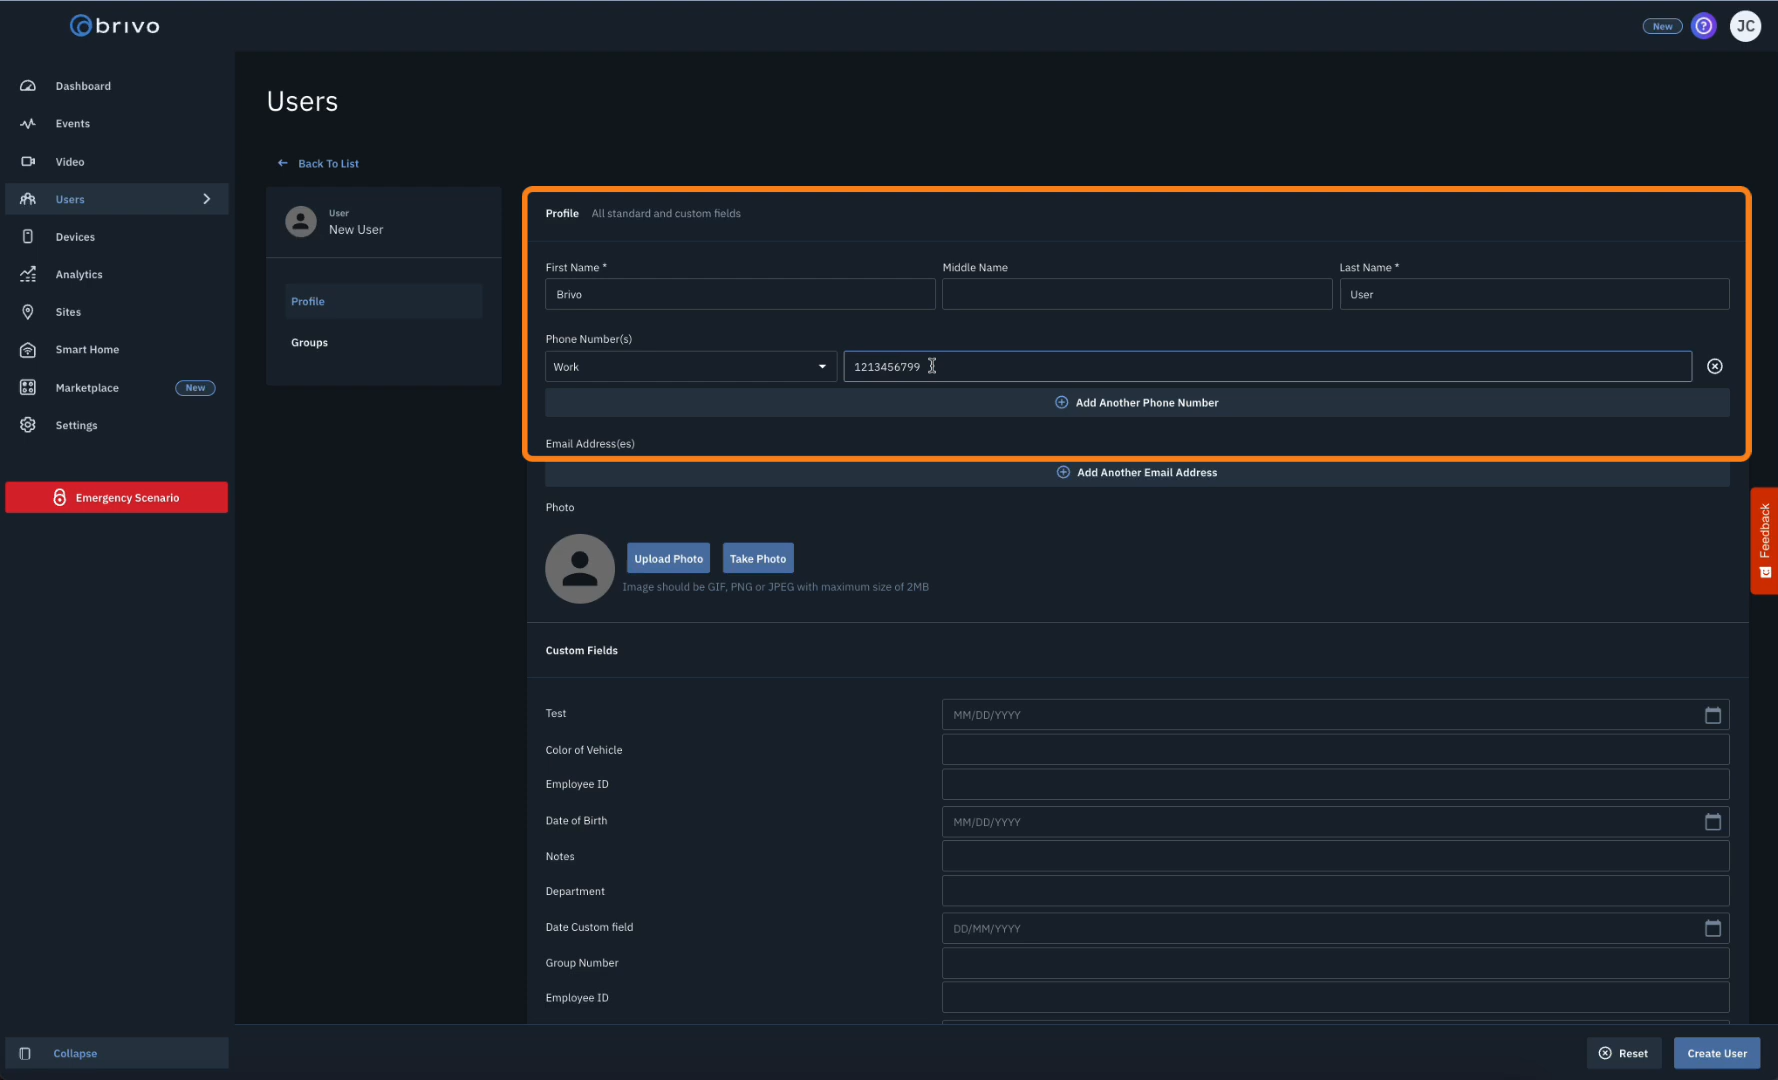 brivo
New
?
JC
Dashboard
Events
Video
Users
Devices
Analytics
Sites
Smart Home
Marketplace New
Settings
Emergency Scenario
Collapse
Users
Back To List
User
New User
Profile
Groups
Profile All standard and custom fields
First Name * Middle Name Last Name *
Brivo User
Phone Number(s)
Work 1213456799
Add Another Phone Number
Email Address(es)
Add Another Email Address
Photo
Upload Photo Take Photo
Image should be GIF, PNG or JPEG with maximum size of 2MB
Custom Fields
Test MM/DD/YYYY
Color of Vehicle
Employee ID
Date of Birth MM/DD/YYYY
Notes
Department
Date Custom field DD/MM/YYYY
Group Number
Employee ID
Feedback
Reset Create User